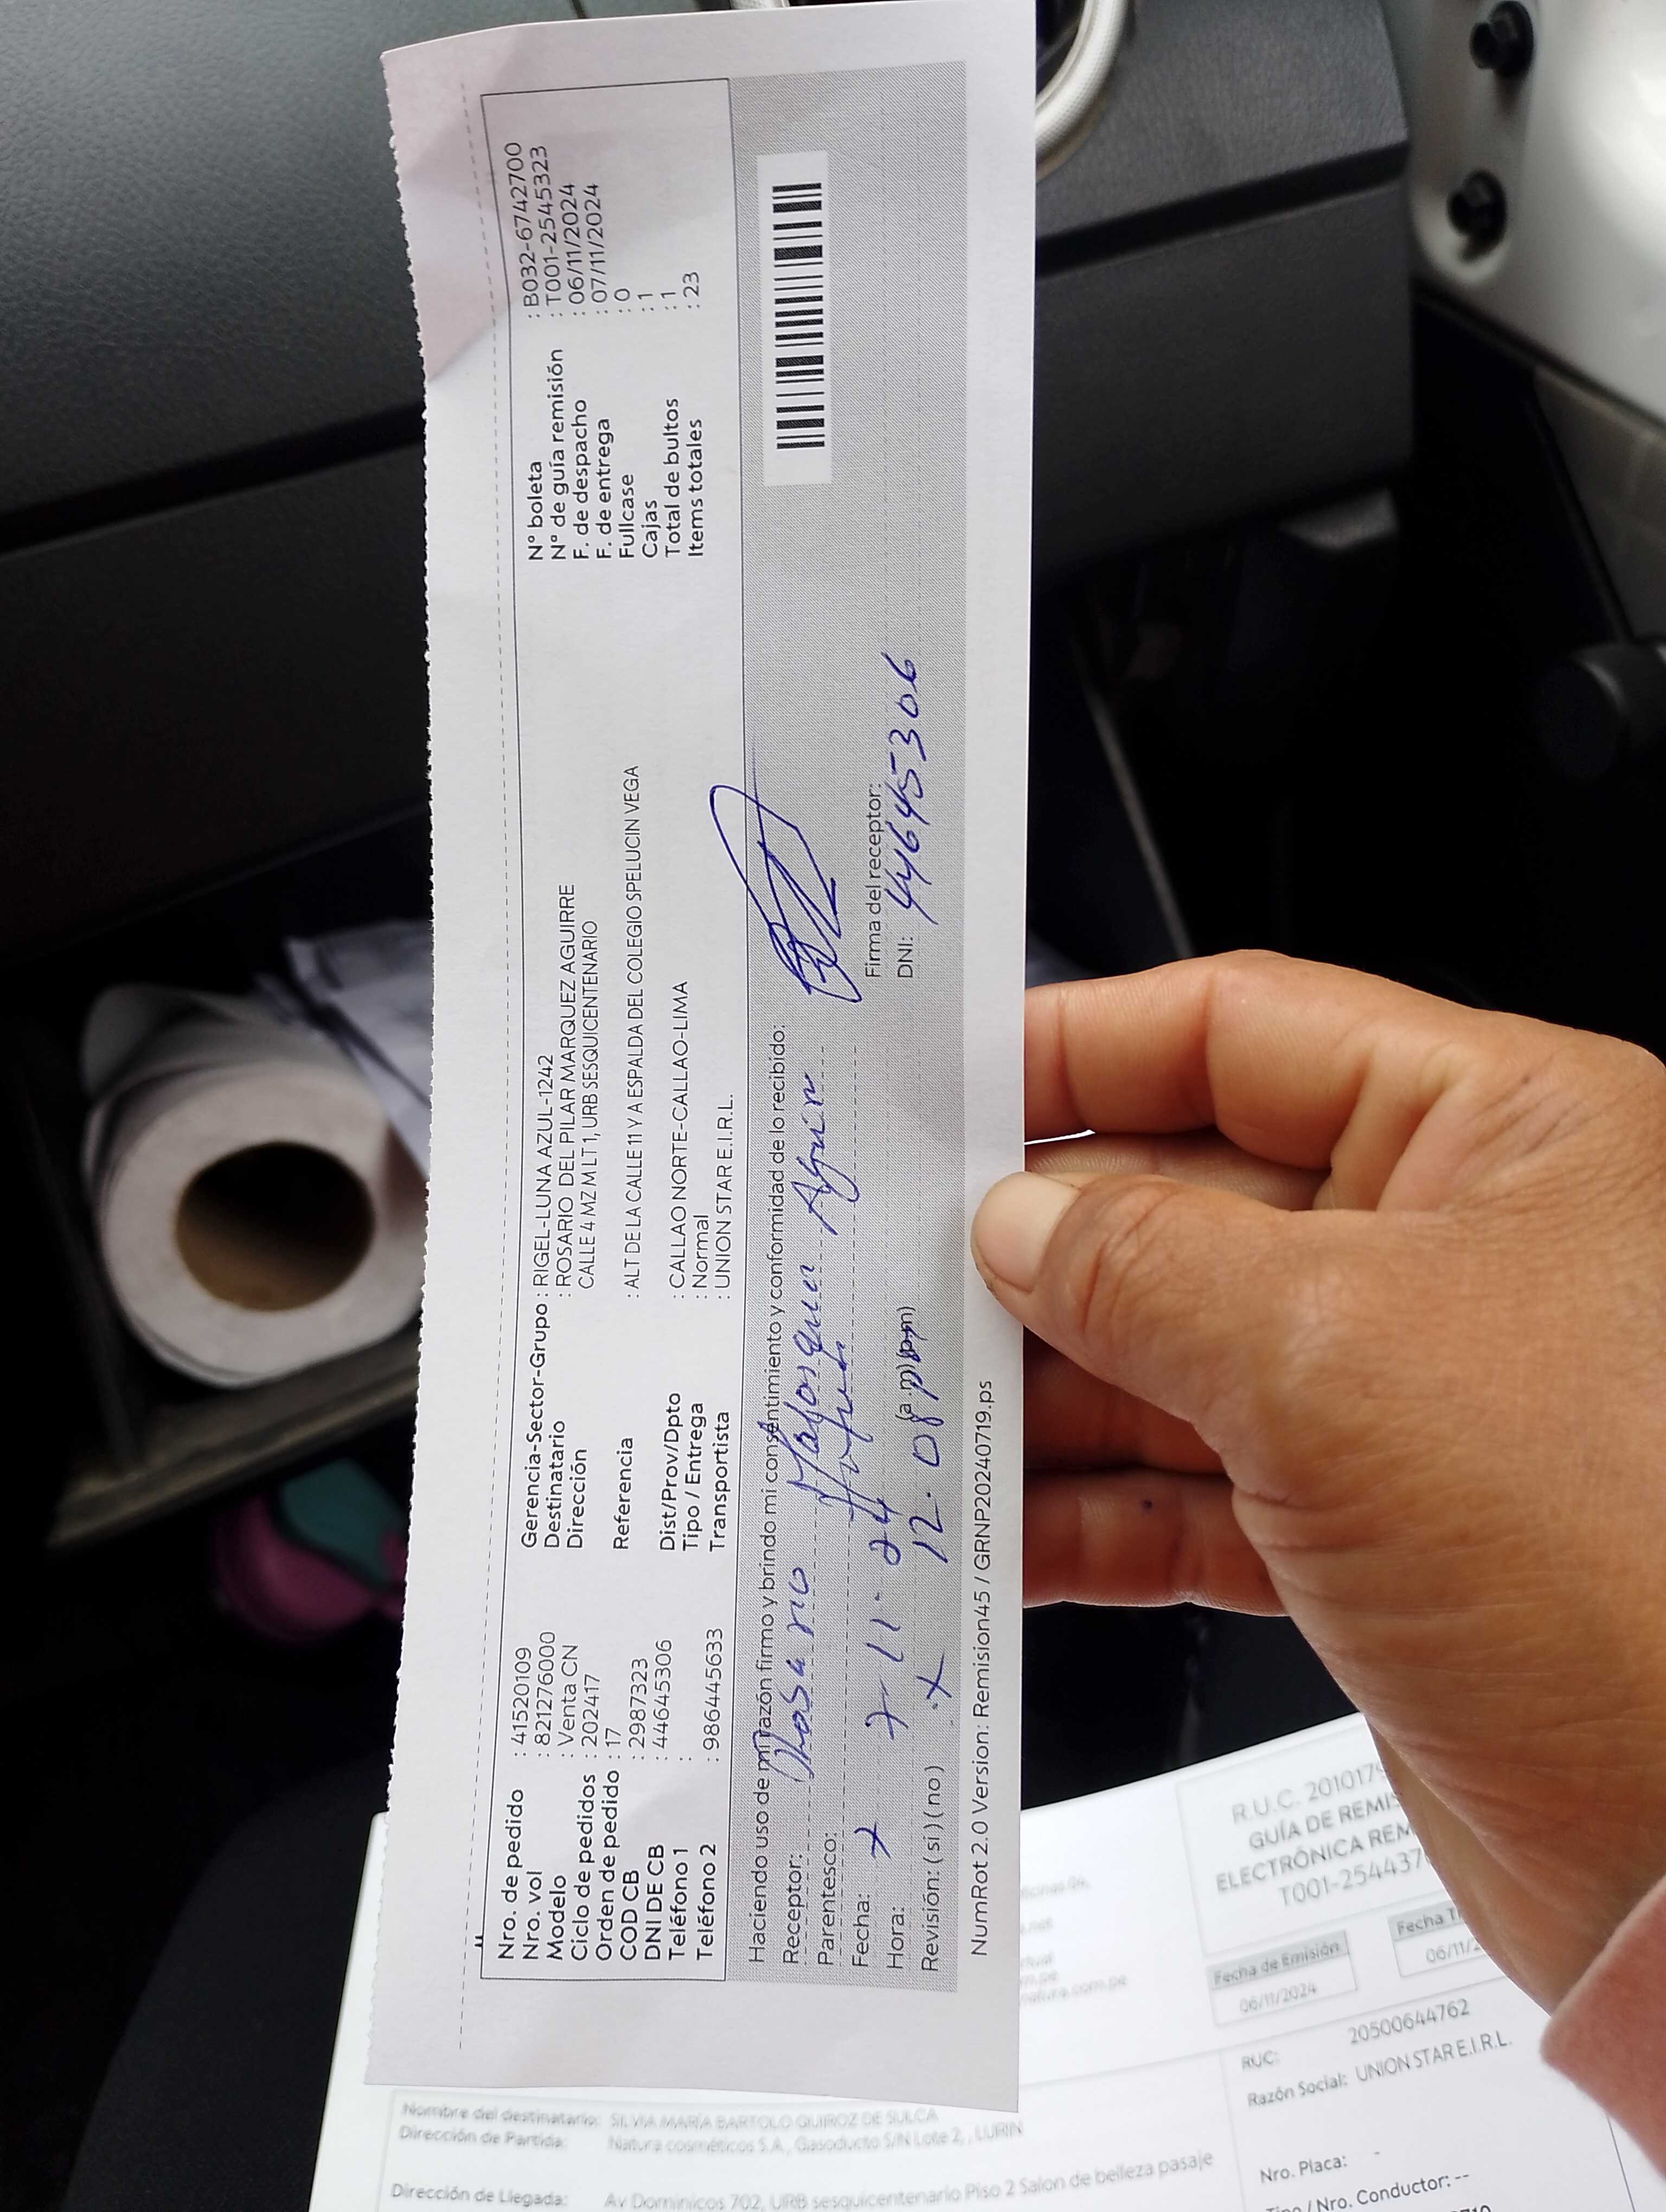 Nro. de pedido : 41520109
Nro. vol : 821276000
Modelo : Venta CN
Ciclo de pedidos : 202417
Orden de pedido : 17
COD CB : 2987323
DNI DE CB : 44645306
Teléfono 1 :
Teléfono 2 : 986445633
Gerencia-Sector-Grupo : RIGEL-LUNA AZUL-1242
Destinatario : ROSARIO DEL PILAR MARQUEZ AGUIRRE
Dirección CALLE 4 MZ M LT 1, URB SESQUICENTENARIO
Referencia : ALT DE LA CALLE 11 Y A ESPALDA DEL COLEGIO SPELUCIN VEGA
Dist/Prov/Dpto : CALLAO NORTE-CALLAO-LIMA
Tipo / Entrega : Normal
Transportista : UNION STAR E.I.R.L.
N° boleta : B032-6742700
N° de guía remisión : T001-2545323
F. de despacho : 06/11/2024
F. de entrega : 07/11/2024
Fullcase : 0
Cajas : 1
Total de bultos : 1
Items totales : 23
Haciendo uso de mi razón firmo y brindo mi consentimiento y conformidad de lo recibido:
Receptor: Rosario
Parentesco:
Fecha: 7-11-24
Hora: 12.08 pm (a.m) (pm)
Revisión: (si) (no)
Firma del receptor:
DNI: 44645306
NumRot 2.0 Version: Remision45 / GRNP20240719.ps
R.U.C. 201017
GUÍA DE REMIS
ELECTRÓNICA REM
T001-254437
Fecha de Emisión
06/11/2024
Fecha T
06/11/2
RUC: 20500644762
Razón Social: UNION STAR E.I.R.L.
Nro. Placa: -
Nro. Conductor: --
Nombre del destinatario: SILVIA MARÍA BARTOLO QUIROZ DE SULCA
Dirección de Partida: Natura cosméticos S.A., Gasoducto S/N Lote 2, , LURIN
Dirección de Llegada: Av Dominicos 702, URB sesquicentenario Piso 2 Salon de belleza pasaje